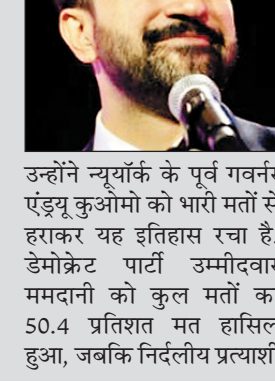 उन्होंने न्यूयॉर्क के पूर्व गवर्नर
एंड्रयू कुओमो को भारी मतों से
हराकर यह इतिहास रचा है.
डेमोक्रेट पार्टी उम्मीदवार
ममदानी को कुल मतों का
50.4 प्रतिशत मत हासिल
हुआ, जबकि निर्दलीय प्रत्याशी